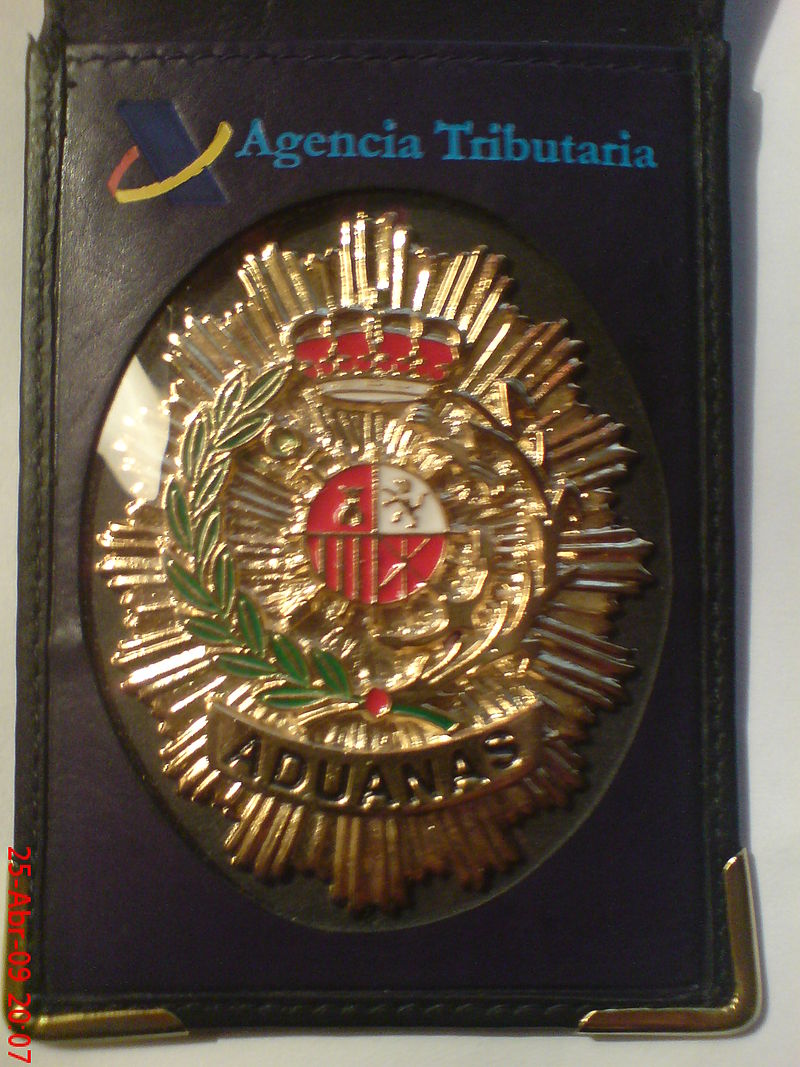 Agencia Tributaria
ADUANAS
25-Abr-09 20:07